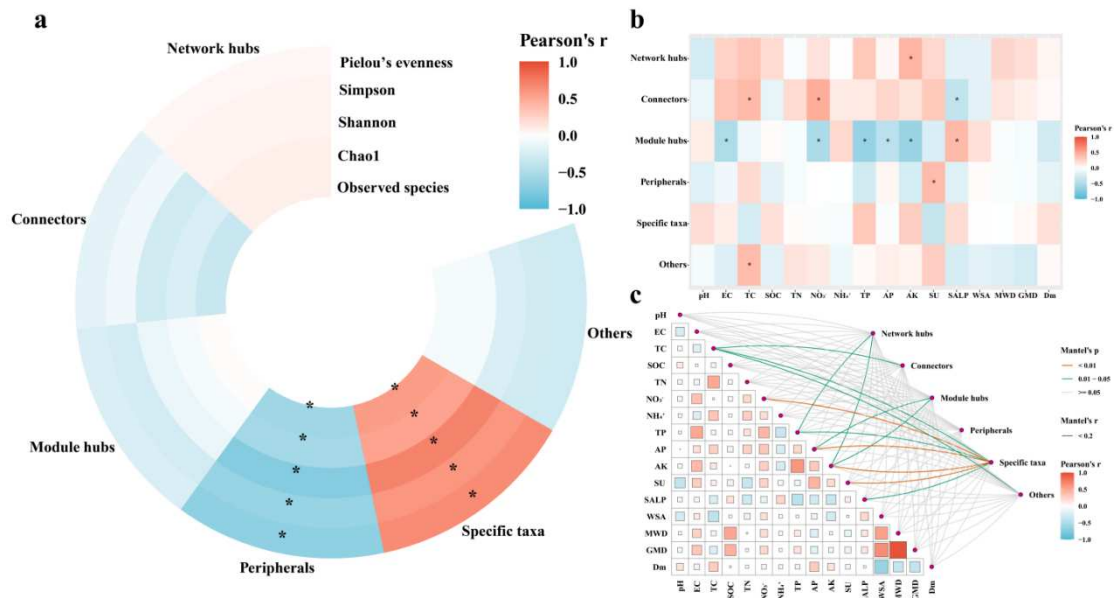 a
Network hubs
Pielou's evenness
Simpson
Shannon
Chao1
Observed species
Connectors
Module hubs
Peripherals
Specific taxa
Others
Pearson's r
1.0
0.5
0.0
−0.5
−1.0
b
Network hubs
Connectors
Module hubs
Peripherals
Specific taxa
Others
pH EC TC SOC TN NO₃⁻ NH₄⁺ TP AP AK SU SALP WSA MWD GMD Dm
Pearson's r
1.0
0.5
0.0
−0.5
−1.0
c
pH
EC
TC
SOC
TN
NO₃⁻
NH₄⁺
TP
AP
AK
SU
SALP
WSA
MWD
GMD
Dm
pH EC TC SOC TN NO₃⁻ NH₄⁺ TP AP AK SU ALP WSA MWD GMD Dm
Network hubs
Connectors
Module hubs
Peripherals
Specific taxa
Others
Mantel's p
< 0.01
0.01 − 0.05
>= 0.05
Mantel's r
< 0.2
Pearson's r
1.0
0.5
0.0
−0.5
−1.0